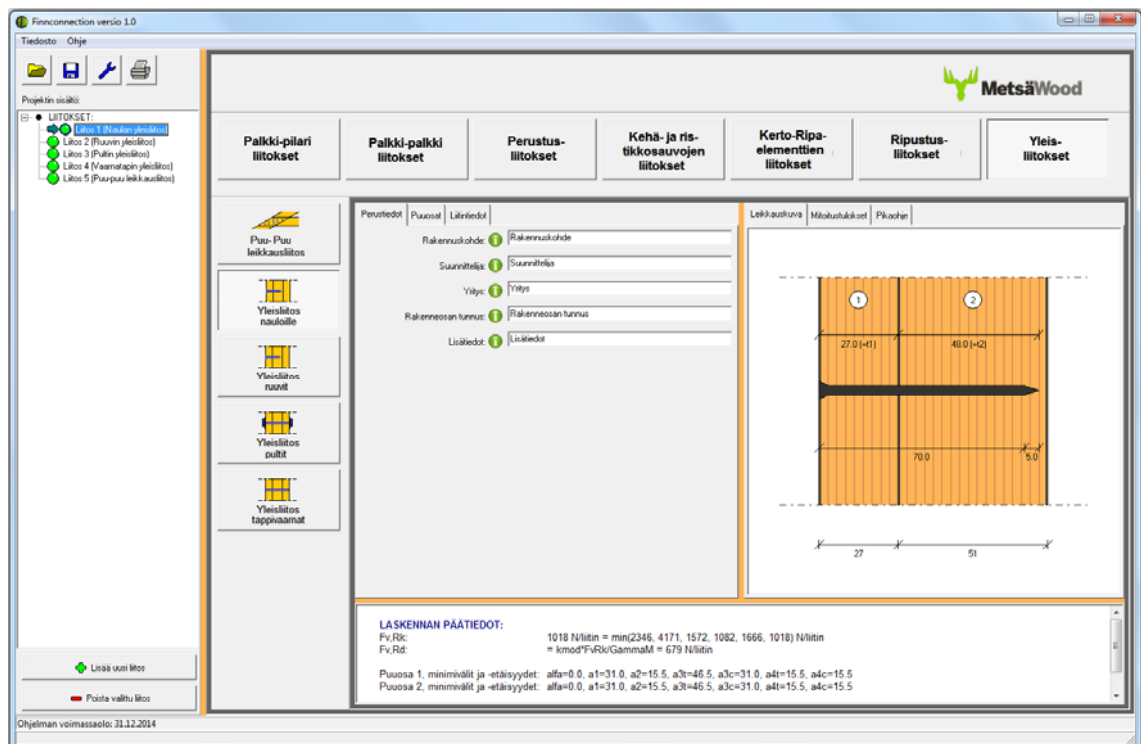 Finnconnection versio 1.0
Tiedosto Ohje
Projektin sisältö:
LIITOKSET:
Liitos 1 (Naulan yleisliitos)
Liitos 2 (Ruuvin yleisliitos)
Liitos 3 (Pultin yleisliitos)
Liitos 4 (Vaarnatapin yleisliitos)
Liitos 5 (Puu-puu leikkausliitos)
Lisää uusi liitos
Poista valittu liitos
Ohjelman voimassaolo: 31.12.2014
MetsäWood
Palkki-pilari
liitokset
Palkki-palkki
liitokset
Perustus-
liitokset
Kehä- ja ris-
tikkosauvojen
liitokset
Kerto-Ripa-
elementtien
liitokset
Ripustus-
liitokset
Yleis-
liitokset
Puu- Puu
leikkausliitos
Yleisliitos
nauloille
Yleisliitos
ruuvit
Yleisliitos
pultit
Yleisliitos
tappivaarnat
Perustiedot Puuosat Liitintiedot
Rakennuskohde: Rakennuskohde
Suunnittelija: Suunnittelija
Yritys: Yritys
Rakenneosan tunnus: Rakenneosan tunnus
Lisätiedot: Lisätiedot
Leikkauskuva Mitoitustulokset Pikaohje
1 2
27.0 (=t1) 48.0 (=t2)
70.0 5.0
27 51
LASKENNAN PÄÄTIEDOT:
Fv,Rk: 1018 N/liitin = min(2346, 4171, 1572, 1082, 1666, 1018) N/liitin
Fv,Rd: = kmod*FvRk/GammaM = 679 N/liitin
Puuosa 1, minimivälit ja -etäisyydet: alfa=0.0, a1=31.0, a2=15.5, a3t=46.5, a3c=31.0, a4t=15.5, a4c=15.5
Puuosa 2, minimivälit ja -etäisyydet: alfa=0.0, a1=31.0, a2=15.5, a3t=46.5, a3c=31.0, a4t=15.5, a4c=15.5